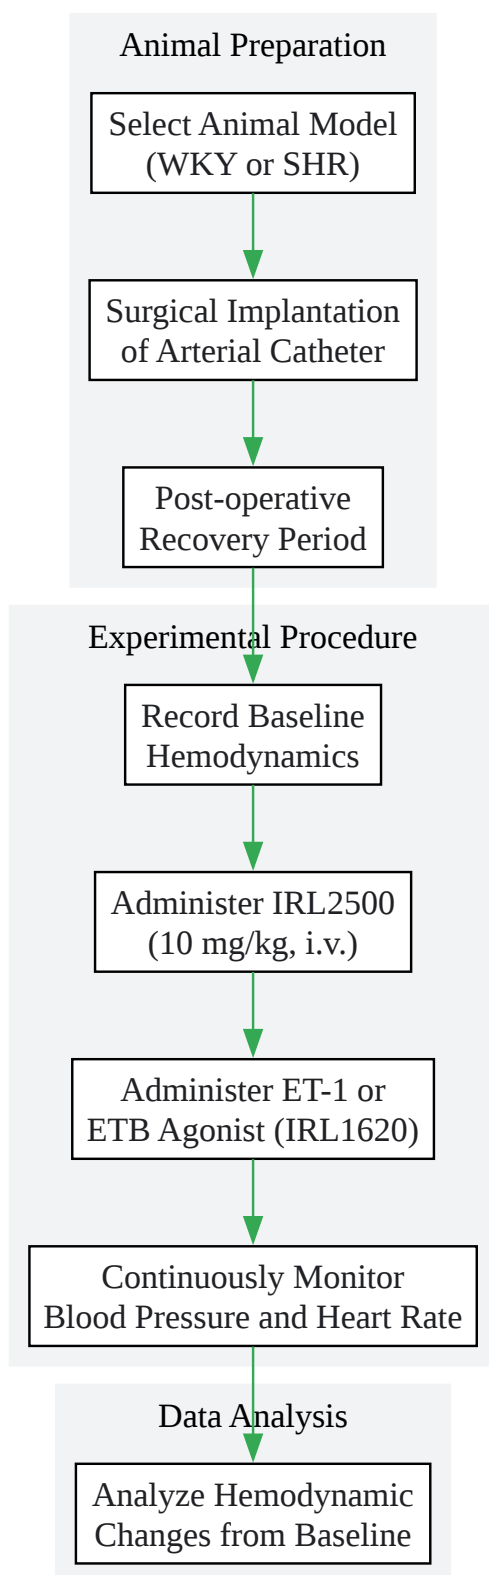 Animal Preparation
Select Animal Model
(WKY or SHR)
Surgical Implantation
of Arterial Catheter
Post-operative
Recovery Period
Experimental Procedure
Record Baseline
Hemodynamics
Administer IRL2500
(10 mg/kg, i.v.)
Administer ET-1 or
ETB Agonist (IRL1620)
Continuously Monitor
Blood Pressure and Heart Rate
Data Analysis
Analyze Hemodynamic
Changes from Baseline